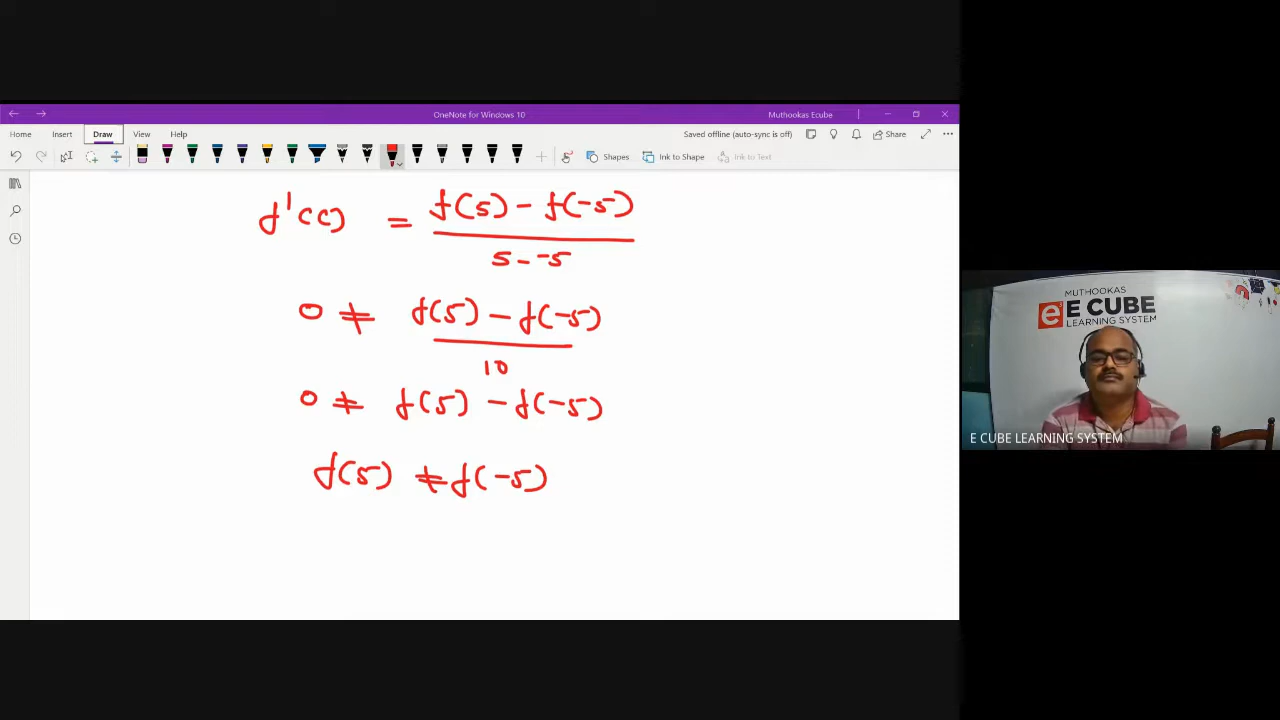 OneNote for Windows 10
Muthookas Ecube
Home Insert Draw View Help
Saved offline (auto-sync is off)
Share
Shapes
Ink to Shape
Ink to Text
f'(c) = f(5) - f(-5)
5 - -5
0 ≠ f(5) - f(-5)
10
0 ≠ f(5) - f(-5)
f(5) ≠ f(-5)
MUTHOOKAS
e³ E CUBE
LEARNING SYSTEM
E CUBE LEARNING SYSTEM